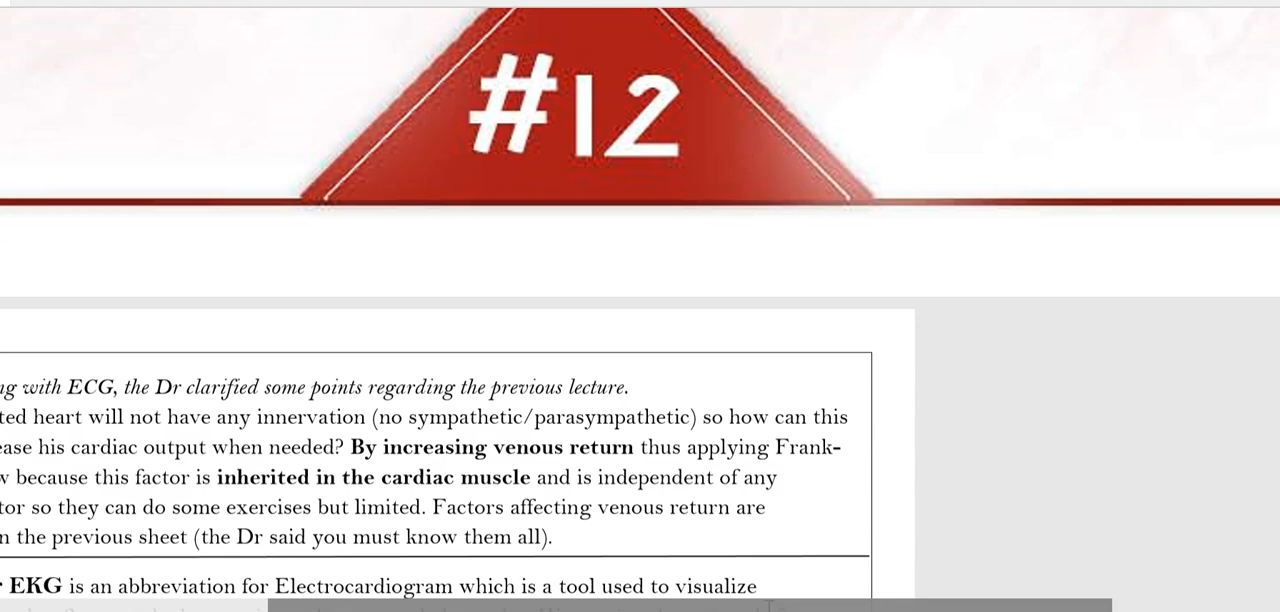 #12
ng with ECG, the Dr clarified some points regarding the previous lecture.
ted heart will not have any innervation (no sympathetic/parasympathetic) so how can this
ease his cardiac output when needed? By increasing venous return thus applying Frank-
w because this factor is inherited in the cardiac muscle and is independent of any
tor so they can do some exercises but limited. Factors affecting venous return are
n the previous sheet (the Dr said you must know them all).
r EKG is an abbreviation for Electrocardiogram which is a tool used to visualize